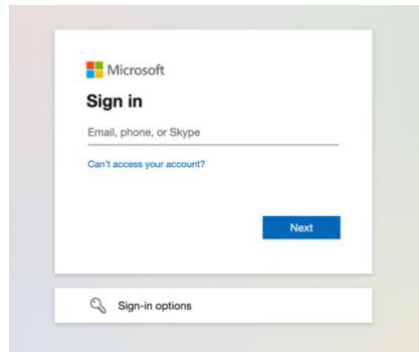 Microsoft
Sign in
Email, phone, or Skype
Can't access your account?
Next
Sign-in options